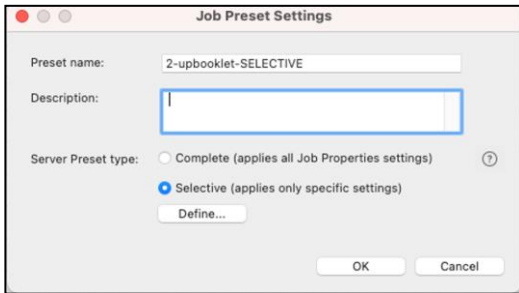 Job Preset Settings
Preset name: 2-upbooklet-SELECTIVE
Description:
Server Preset type: Complete (applies all Job Properties settings) ?
Selective (applies only specific settings)
Define...
OK Cancel